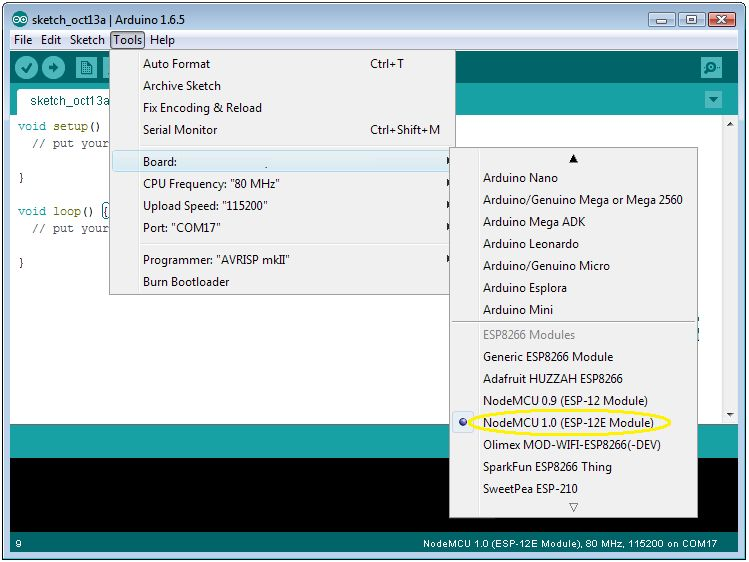 sketch_oct13a | Arduino 1.6.5
File Edit Sketch Tools Help
sketch_oct13a
void setup()
// put your
}
void loop() {
// put your
}
Auto Format Ctrl+T
Archive Sketch
Fix Encoding & Reload
Serial Monitor Ctrl+Shift+M
Board:
CPU Frequency: "80 MHz"
Upload Speed: "115200"
Port: "COM17"
Programmer: "AVRISP mkII"
Burn Bootloader
Arduino Nano
Arduino/Genuino Mega or Mega 2560
Arduino Mega ADK
Arduino Leonardo
Arduino/Genuino Micro
Arduino Esplora
Arduino Mini
ESP8266 Modules
Generic ESP8266 Module
Adafruit HUZZAH ESP8266
NodeMCU 0.9 (ESP-12 Module)
NodeMCU 1.0 (ESP-12E Module)
Olimex MOD-WIFI-ESP8266(-DEV)
SparkFun ESP8266 Thing
SweetPea ESP-210
9 NodeMCU 1.0 (ESP-12E Module), 80 MHz, 115200 on COM17